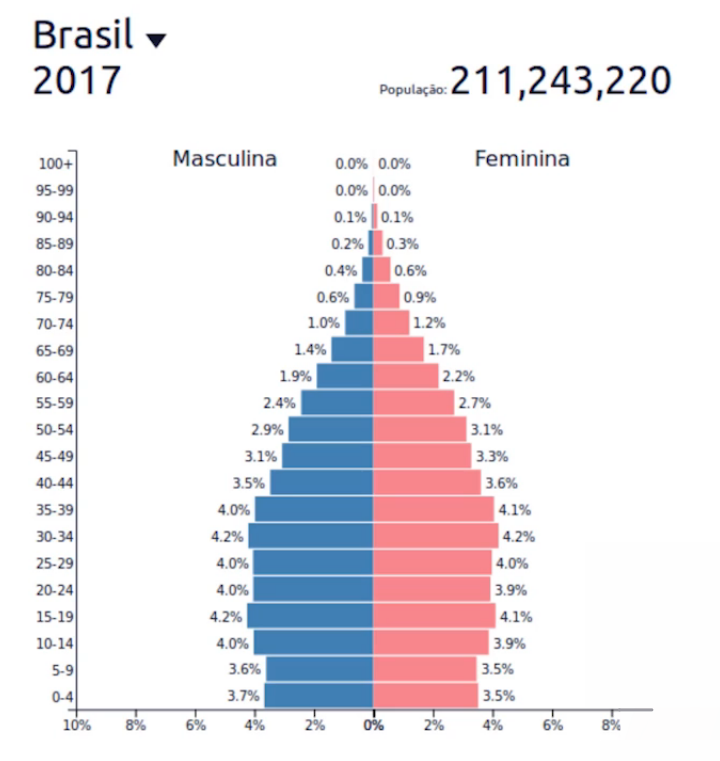 Brasil
2017
População: 211,243,220
Masculina Feminina
100+ 0.0% 0.0%
95-99 0.0% 0.0%
90-94 0.1% 0.1%
85-89 0.2% 0.3%
80-84 0.4% 0.6%
75-79 0.6% 0.9%
70-74 1.0% 1.2%
65-69 1.4% 1.7%
60-64 1.9% 2.2%
55-59 2.4% 2.7%
50-54 2.9% 3.1%
45-49 3.1% 3.3%
40-44 3.5% 3.6%
35-39 4.0% 4.1%
30-34 4.2% 4.2%
25-29 4.0% 4.0%
20-24 4.0% 3.9%
15-19 4.2% 4.1%
10-14 4.0% 3.9%
5-9 3.6% 3.5%
0-4 3.7% 3.5%
10% 8% 6% 4% 2% 0% 2% 4% 6% 8%